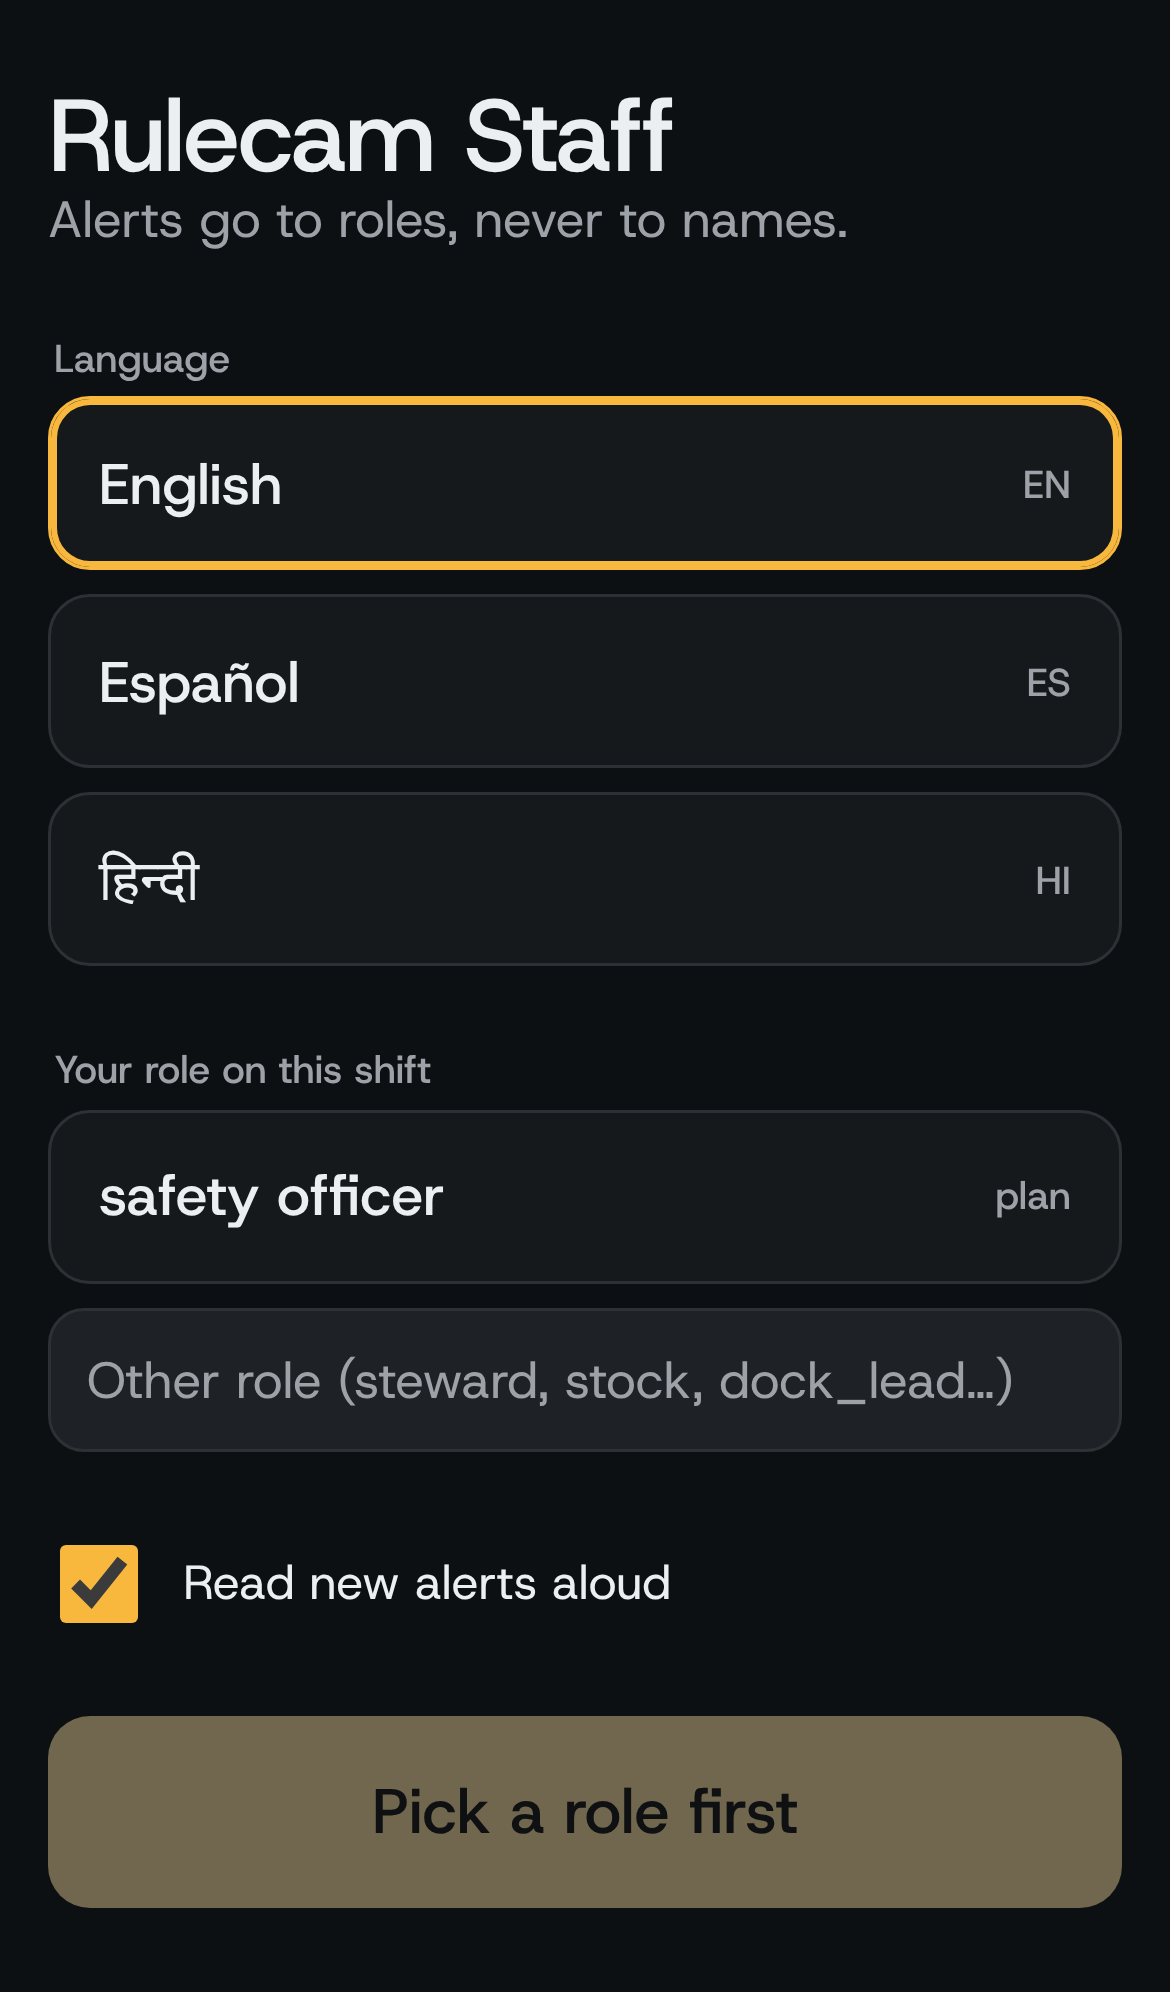 Rulecam Staff
Alerts go to roles, never to names.
Language
English EN
Español ES
हिन्दी HI
Your role on this shift
safety officer plan
Other role (steward, stock, dock_lead…)
Read new alerts aloud
Pick a role first